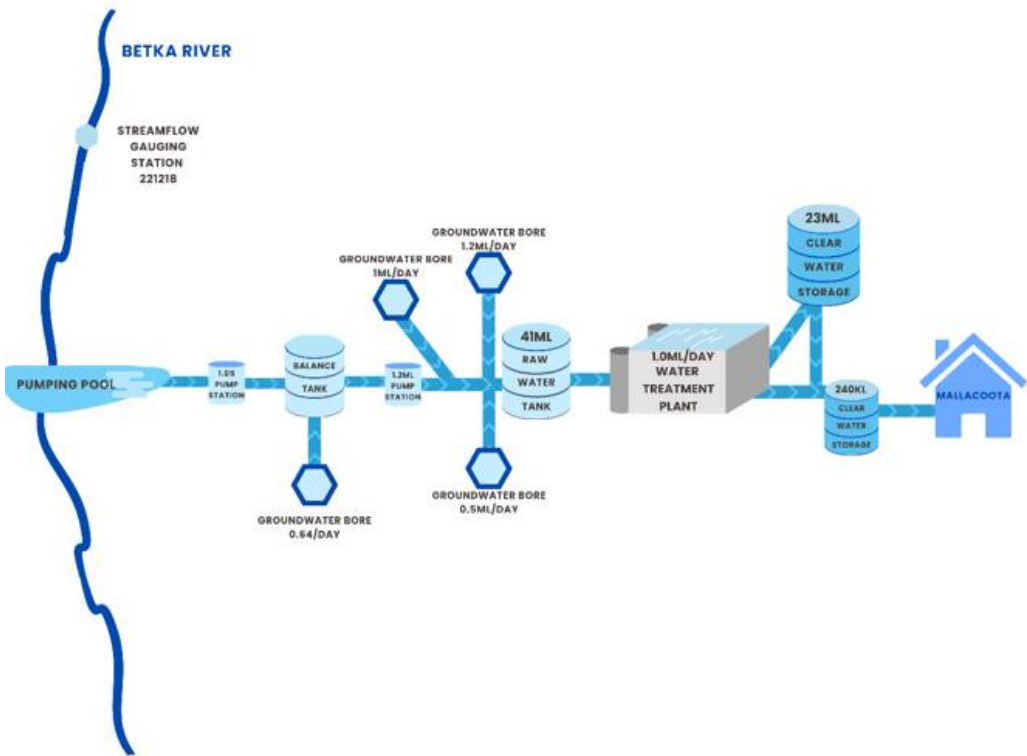 BETKA RIVER
STREAMFLOW
GAUGING
STATION
221218
PUMPING POOL
1.05
PUMP
STATION
BALANCE
TANK
GROUNDWATER BORE
0.64/DAY
1.2ML
PUMP
STATION
GROUNDWATER BORE
1ML/DAY
GROUNDWATER BORE
1.2ML/DAY
GROUNDWATER BORE
0.5ML/DAY
41ML
RAW
WATER
TANK
1.0ML/DAY
WATER
TREATMENT
PLANT
23ML
CLEAR
WATER
STORAGE
240KL
CLEAR
WATER
STORAGE
MALLACOOTA